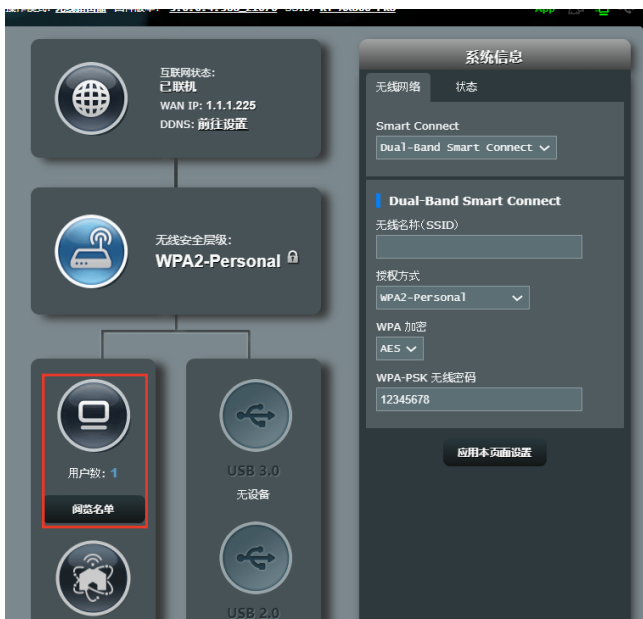 App
互联网状态:
已联机
WAN IP: 1.1.1.225
DDNS: 前往设置
无线安全层级:
WPA2-Personal
用户数: 1
阅览名单
USB 3.0
无设备
USB 2.0
系统信息
无线网络 状态
Smart Connect
Dual-Band Smart Connect
Dual-Band Smart Connect
无线名称(SSID)
授权方式
WPA2-Personal
WPA 加密
AES
WPA-PSK 无线密码
12345678
应用本页面设置